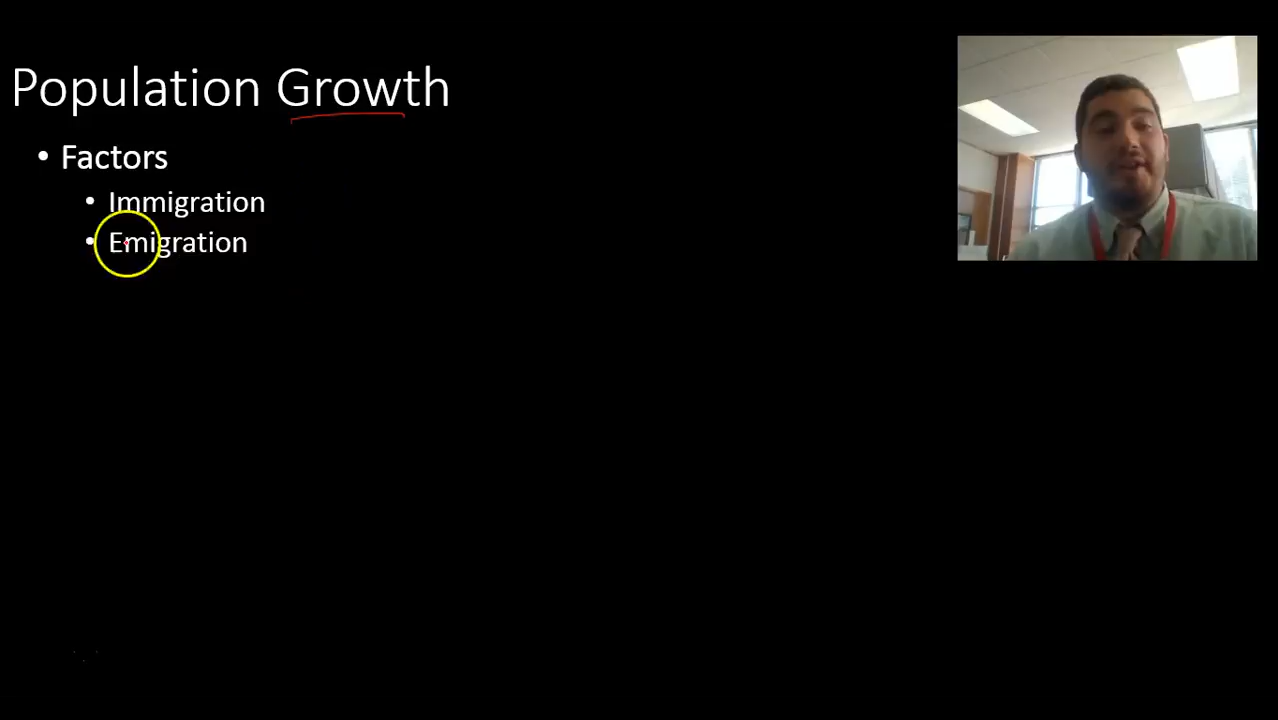 Population Growth
• Factors
• Immigration
• Emigration